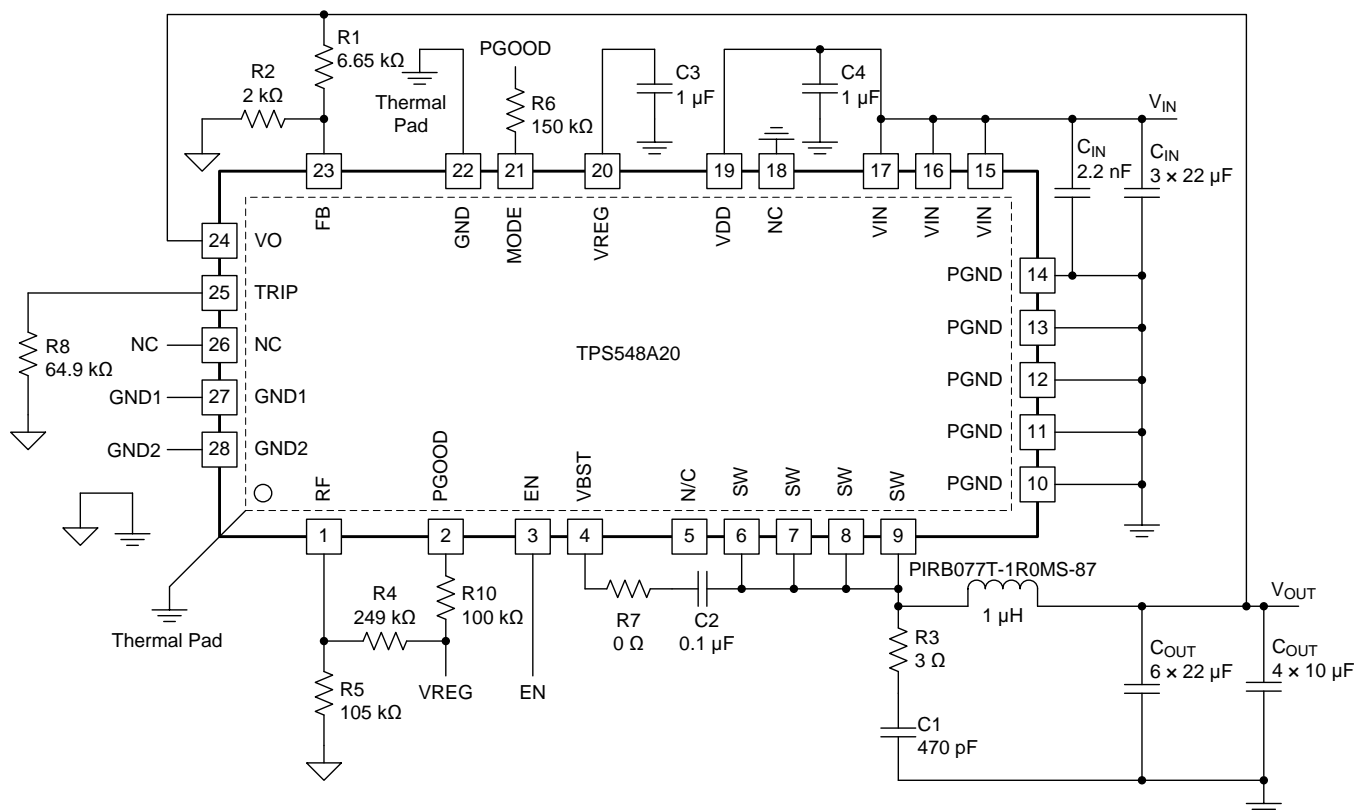 R1
6.65 kΩ
R2
2 kΩ
Thermal
Pad
PGOOD
R6
150 kΩ
C3
1 µF
C4
1 µF
VIN
CIN
2.2 nF
CIN
3 × 22 µF
23
22
21
20
19
18
17
16
15
FB
GND
MODE
VREG
VDD
NC
VIN
VIN
VIN
24
VO
25
TRIP
NC
26
NC
GND1
27
GND1
GND2
28
GND2
R8
64.9 kΩ
TPS548A20
PGND
14
PGND
13
PGND
12
PGND
11
PGND
10
RF
PGOOD
EN
VBST
N/C
SW
SW
SW
SW
1
2
3
4
5
6
7
8
9
Thermal Pad
R4
249 kΩ
R10
100 kΩ
R5
105 kΩ
VREG
EN
R7
0 Ω
C2
0.1 µF
PIRB077T-1R0MS-87
1 µH
VOUT
R3
3 Ω
C1
470 pF
COUT
6 × 22 µF
COUT
4 × 10 µF